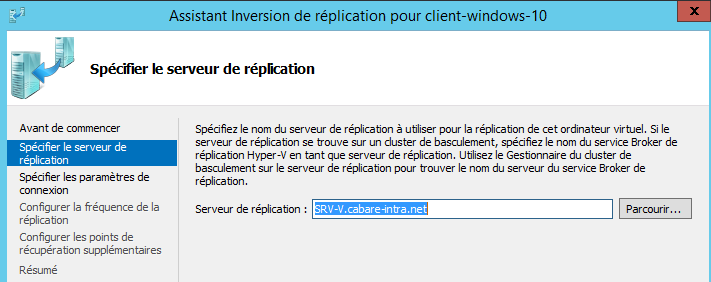 Assistant Inversion de réplication pour client-windows-10
x
Spécifier le serveur de réplication
Avant de commencer
Spécifier le serveur de
réplication
Spécifier les paramètres de
connexion
Configurer la fréquence de la
réplication
Configurer les points de
récupération supplémentaires
Résumé
Spécifiez le nom du serveur de réplication à utiliser pour la réplication de cet ordinateur virtuel. Si le
serveur de réplication se trouve sur un cluster de basculement, spécifiez le nom du service Broker de
réplication Hyper-V en tant que serveur de réplication. Utilisez le Gestionnaire du cluster de
basculement sur le serveur de réplication pour trouver le nom du serveur du service Broker de
réplication.
Serveur de réplication : SRV-V.cabare-intra.net Parcourir...